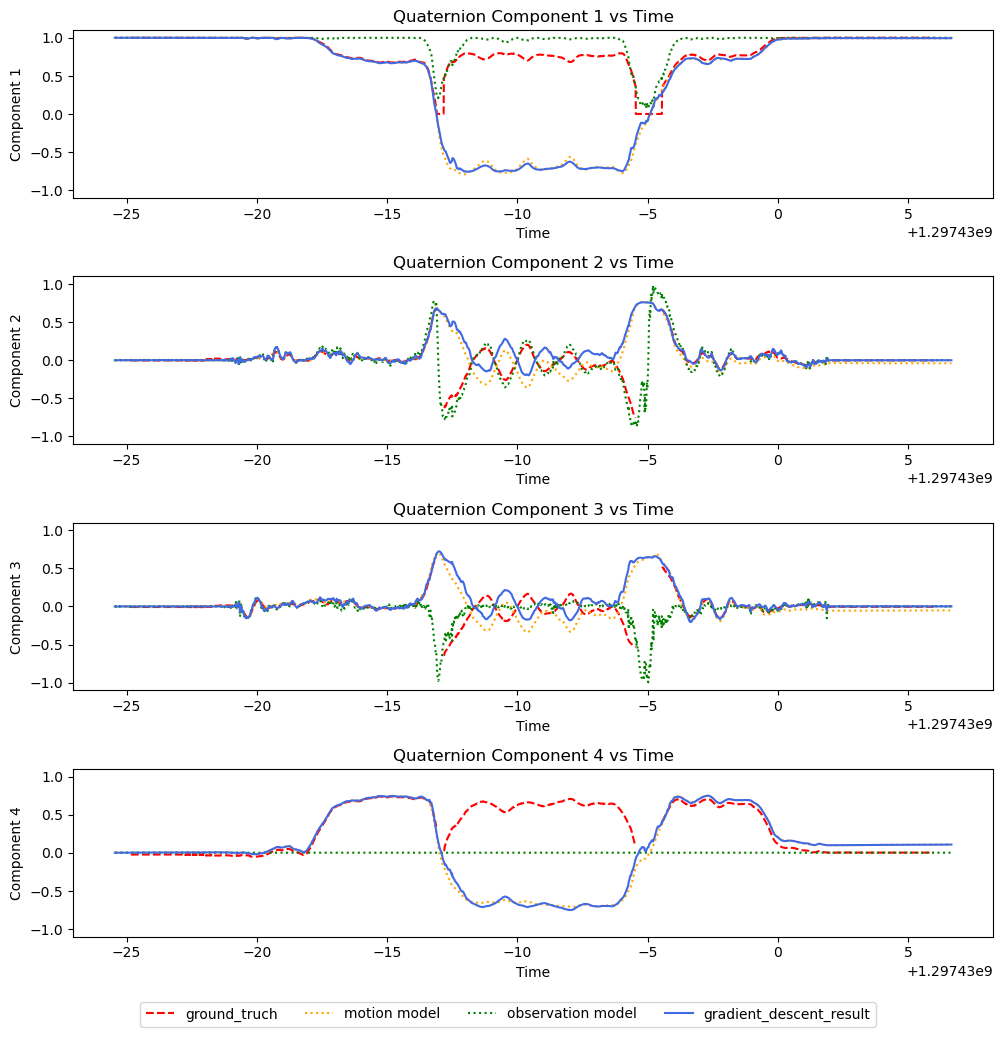 Quaternion Component 1 vs Time
1.0
0.5
0.0
−0.5
−1.0
Component 1
−25 −20 −15 −10 −5 0 5
Time
+1.29743e9
Quaternion Component 2 vs Time
1.0
0.5
0.0
−0.5
−1.0
Component 2
−25 −20 −15 −10 −5 0 5
Time
+1.29743e9
Quaternion Component 3 vs Time
1.0
0.5
0.0
−0.5
−1.0
Component 3
−25 −20 −15 −10 −5 0 5
Time
+1.29743e9
Quaternion Component 4 vs Time
1.0
0.5
0.0
−0.5
−1.0
Component 4
−25 −20 −15 −10 −5 0 5
Time
+1.29743e9
ground_truch motion model observation model gradient_descent_result